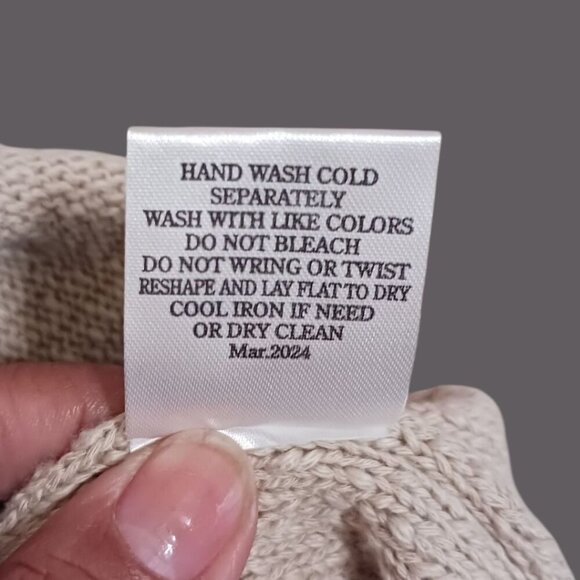 HAND WASH COLD
SEPARATELY
WASH WITH LIKE COLORS
DO NOT BLEACH
DO NOT WRING OR TWIST
RESHAPE AND LAY FLAT TO DRY
COOL IRON IF NEED
OR DRY CLEAN
Mar.2024